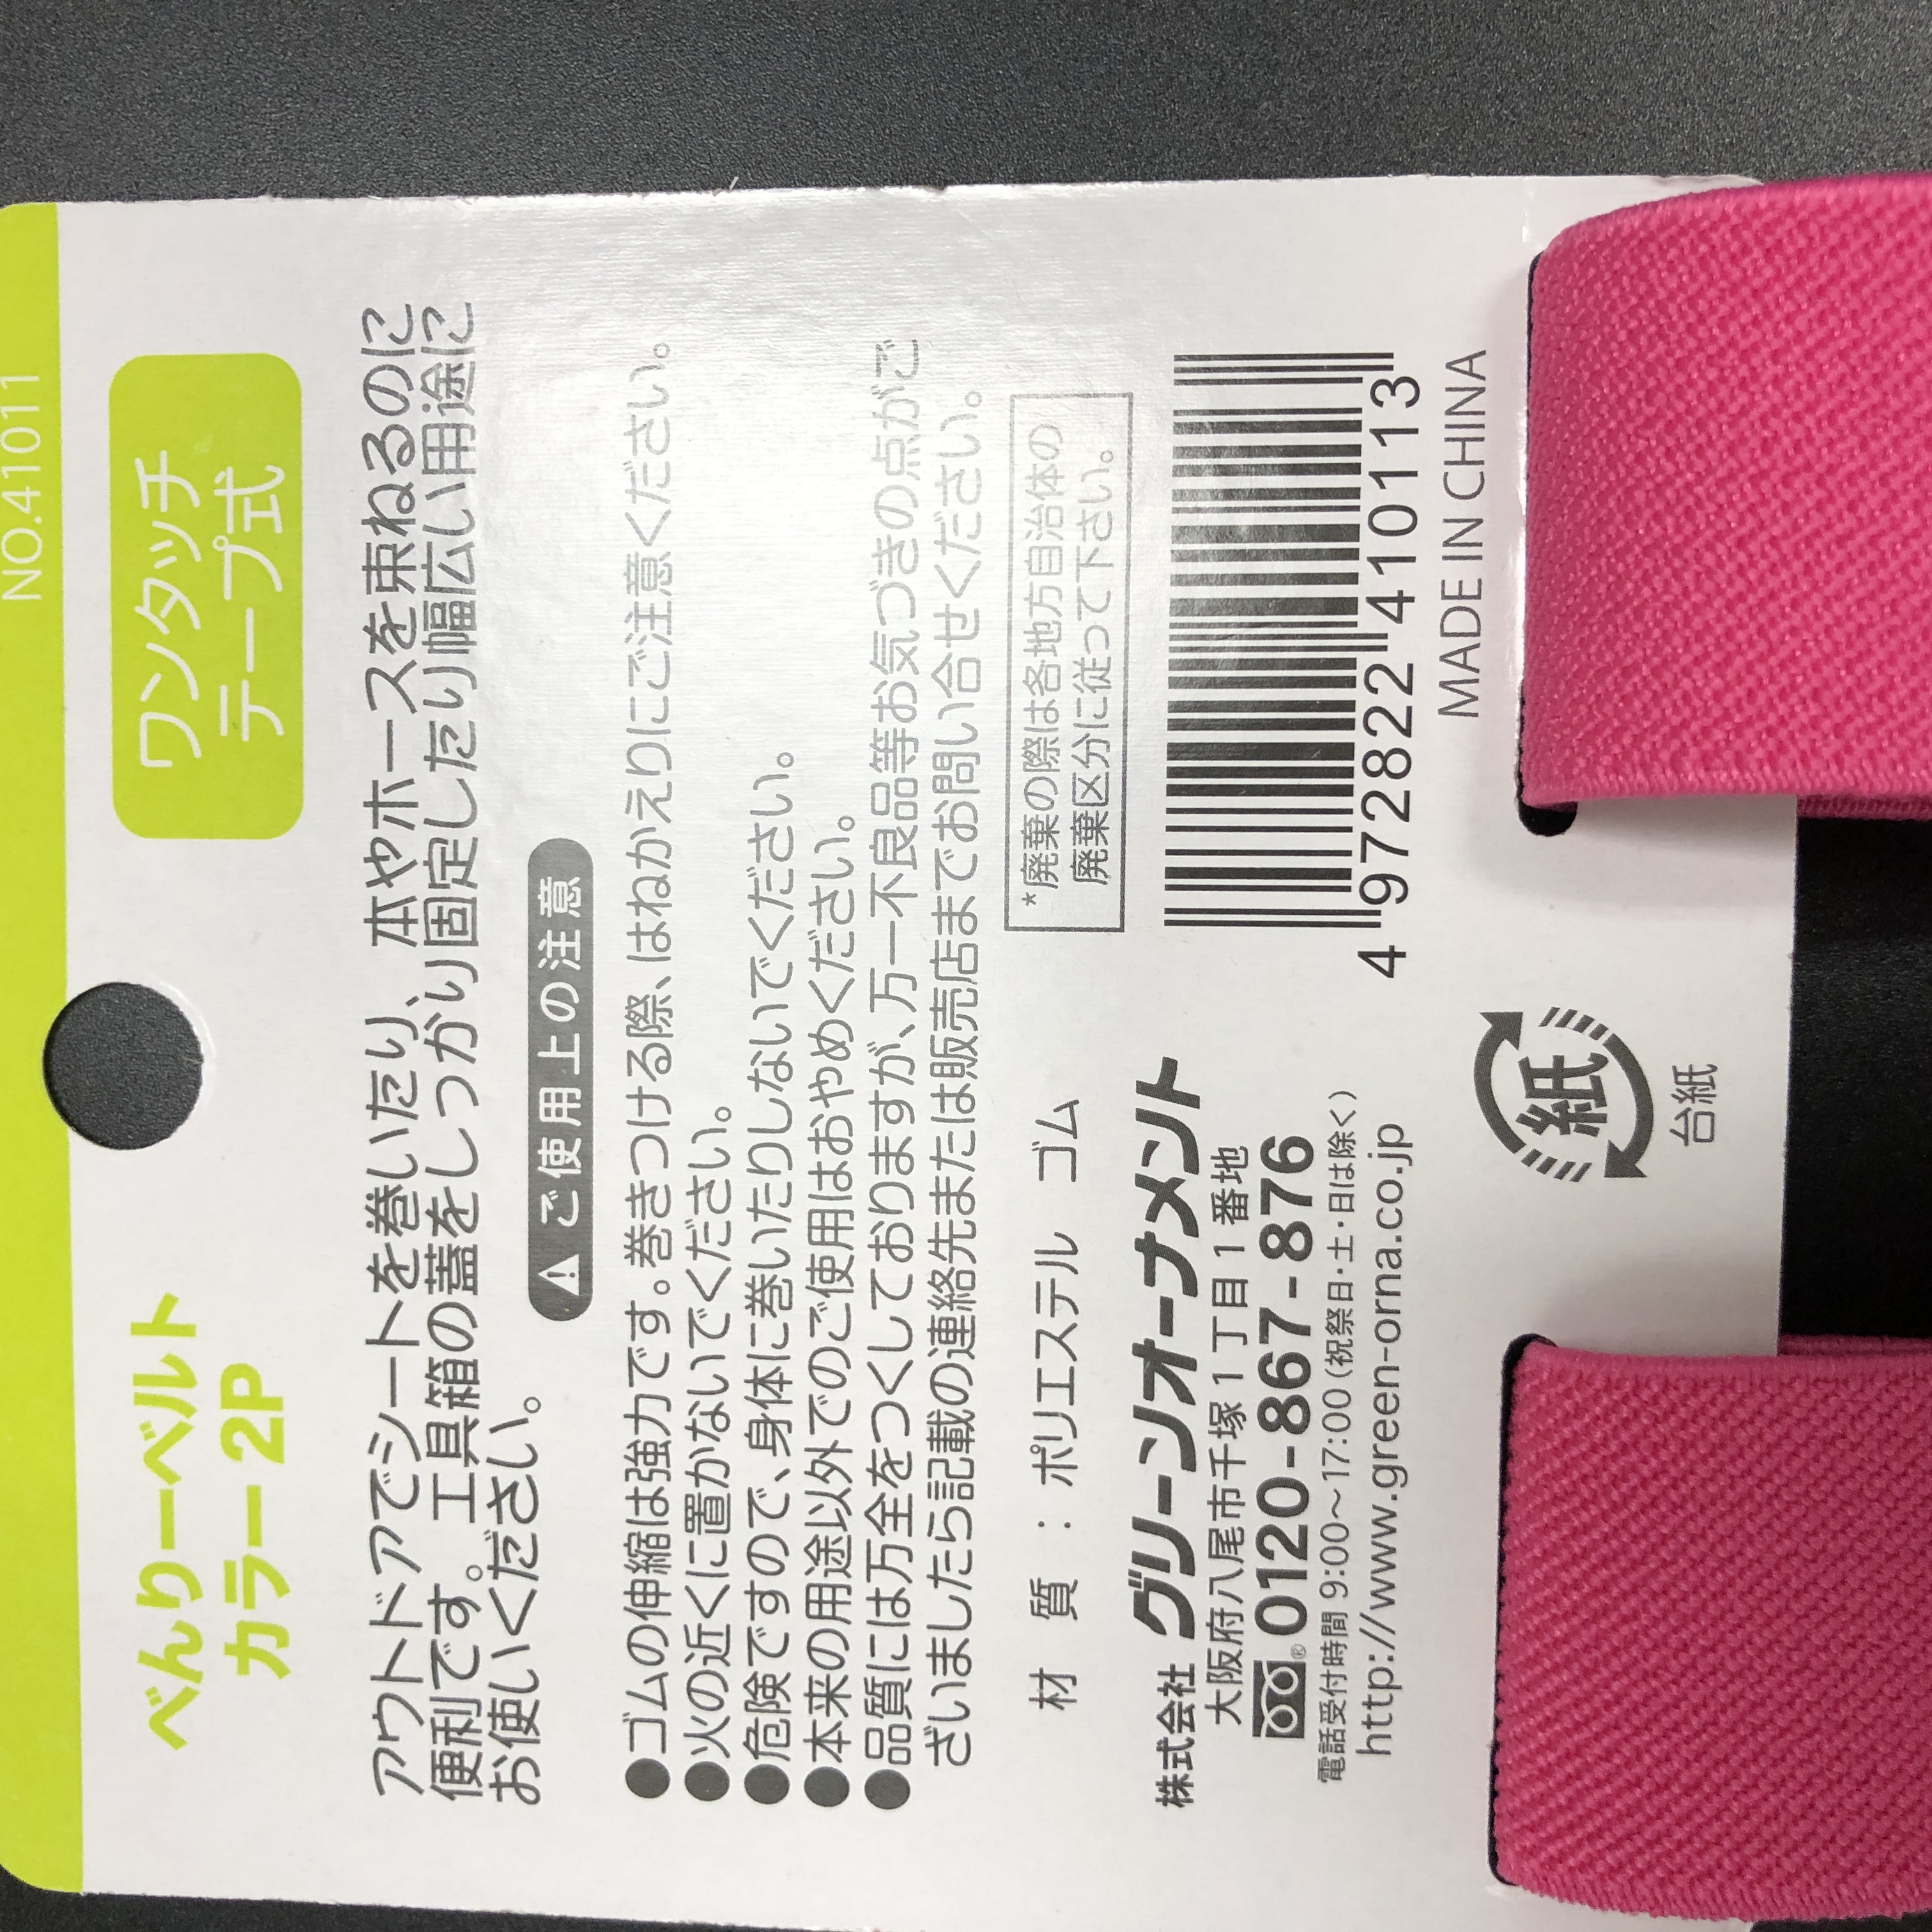 NO.41011
べんりーベルト
カラー 2P
ワンタッチ
テープ式
アウトドアでシートを巻いたり、本やホースを束ねるのに
便利です。工具箱の蓋をしっかり固定したり幅広い用途に
お使いください。
ご使用上の注意
●ゴムの伸縮は強力です。巻きつける際、はねかえりにご注意ください。
●火の近くに置かないでください。
●危険ですので、身体に巻いたりしないでください。
●本来の用途以外でのご使用はおやめください。
●品質には万全をつくしておりますが、万一不良品等お気づきの点がご
ざいましたら記載の連絡先または販売店までお問い合せください。
材 質 : ポリエステル ゴム
*廃棄の際は各地方自治体の
廃棄区分に従って下さい。
株式会社 グリーンオーナメント
大阪府八尾市千塚1丁目1番地
® 0120-867-876
電話受付時間 9:00〜17:00(祝祭日・土・日は除く)
http://www.green-orna.co.jp
4 972822 410113
MADE IN CHINA
紙
台紙